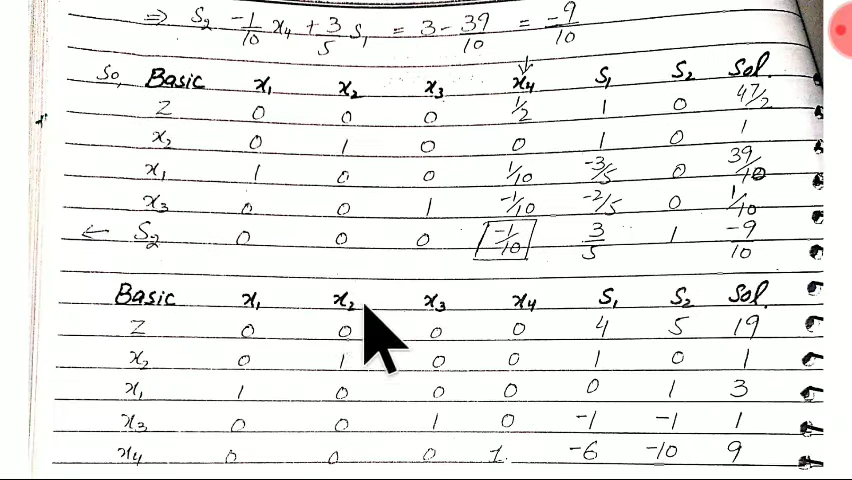 ⇒ S₂ -1/10 x₄ + 3/5 S₁ = 3 - 39/10 = -9/10
So, Basic x₁ x₂ x₃ x₄ S₁ S₂ Sol.
Z 0 0 0 1/2 1 0 47/2
x₂ 0 1 0 0 1 0 1
x₁ 1 0 0 1/10 -3/5 0 39/10
x₃ 0 0 1 -1/10 -2/5 0 1/10
← S₂ 0 0 0 -1/10 3/5 1 -9/10
Basic x₁ x₂ x₃ x₄ S₁ S₂ Sol.
Z 0 0 0 0 4 5 19
x₂ 0 1 0 0 1 0 1
x₁ 1 0 0 0 0 1 3
x₃ 0 0 1 0 -1 -1 1
x₄ 0 0 0 1. -6 -10 9